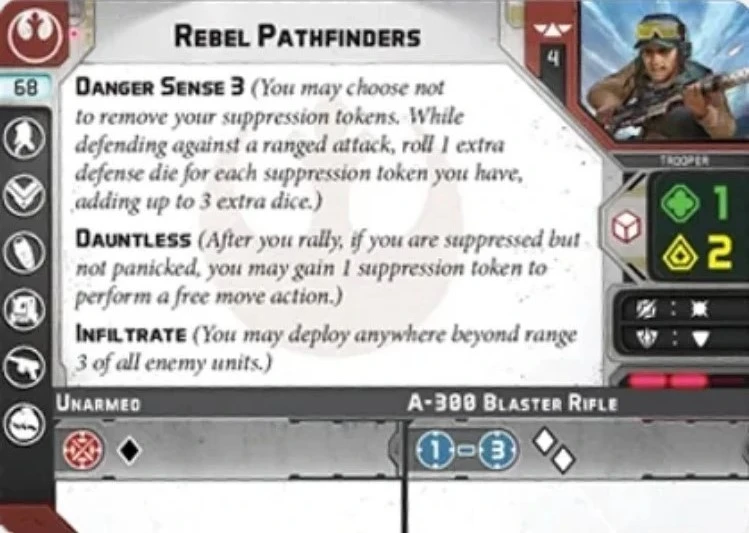 REBEL PATHFINDERS
4
68
DANGER SENSE 3 (You may choose not
to remove your suppression tokens. While
defending against a ranged attack, roll 1 extra
defense die for each suppression token you have,
adding up to 3 extra dice.)
DAUNTLESS (After you rally, if you are suppressed but
not panicked, you may gain 1 suppression token to
perform a free move action.)
INFILTRATE (You may deploy anywhere beyond range
3 of all enemy units.)
TROOPER
1
2
:
:
UNARMED
A-300 BLASTER RIFLE
1 - 3